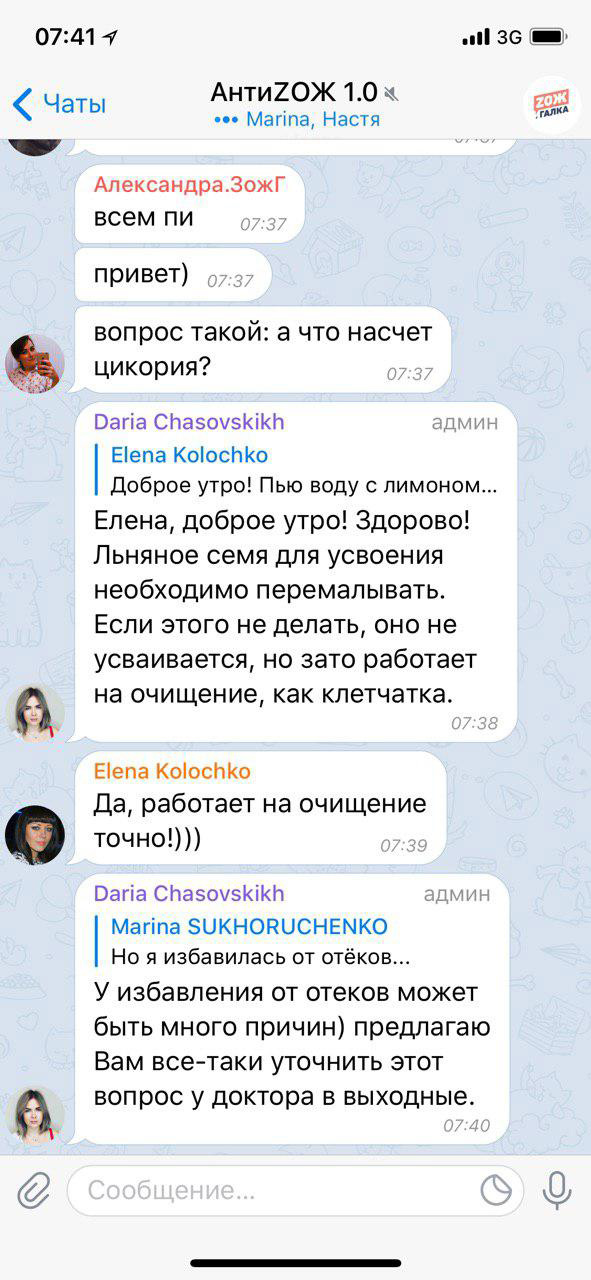 07:41
3G
Чаты
АнтиZОЖ 1.0
Marina, Настя
ZОЖ
ГАЛКА
Александра.ЗожГ
всем пи 07:37
привет) 07:37
вопрос такой: а что насчет
цикория?
07:37
Daria Chasovskikh админ
Elena Kolochko
Доброе утро! Пью воду с лимоном...
Елена, доброе утро! Здорово!
Льняное семя для усвоения
необходимо перемалывать.
Если этого не делать, оно не
усваивается, но зато работает
на очищение, как клетчатка.
07:38
Elena Kolochko
Да, работает на очищение
точно!)))
07:39
Daria Chasovskikh админ
Marina SUKHORUCHENKO
Но я избавилась от отёков...
У избавления от отеков может
быть много причин) предлагаю
Вам все-таки уточнить этот
вопрос у доктора в выходные.
07:40
Сообщение...